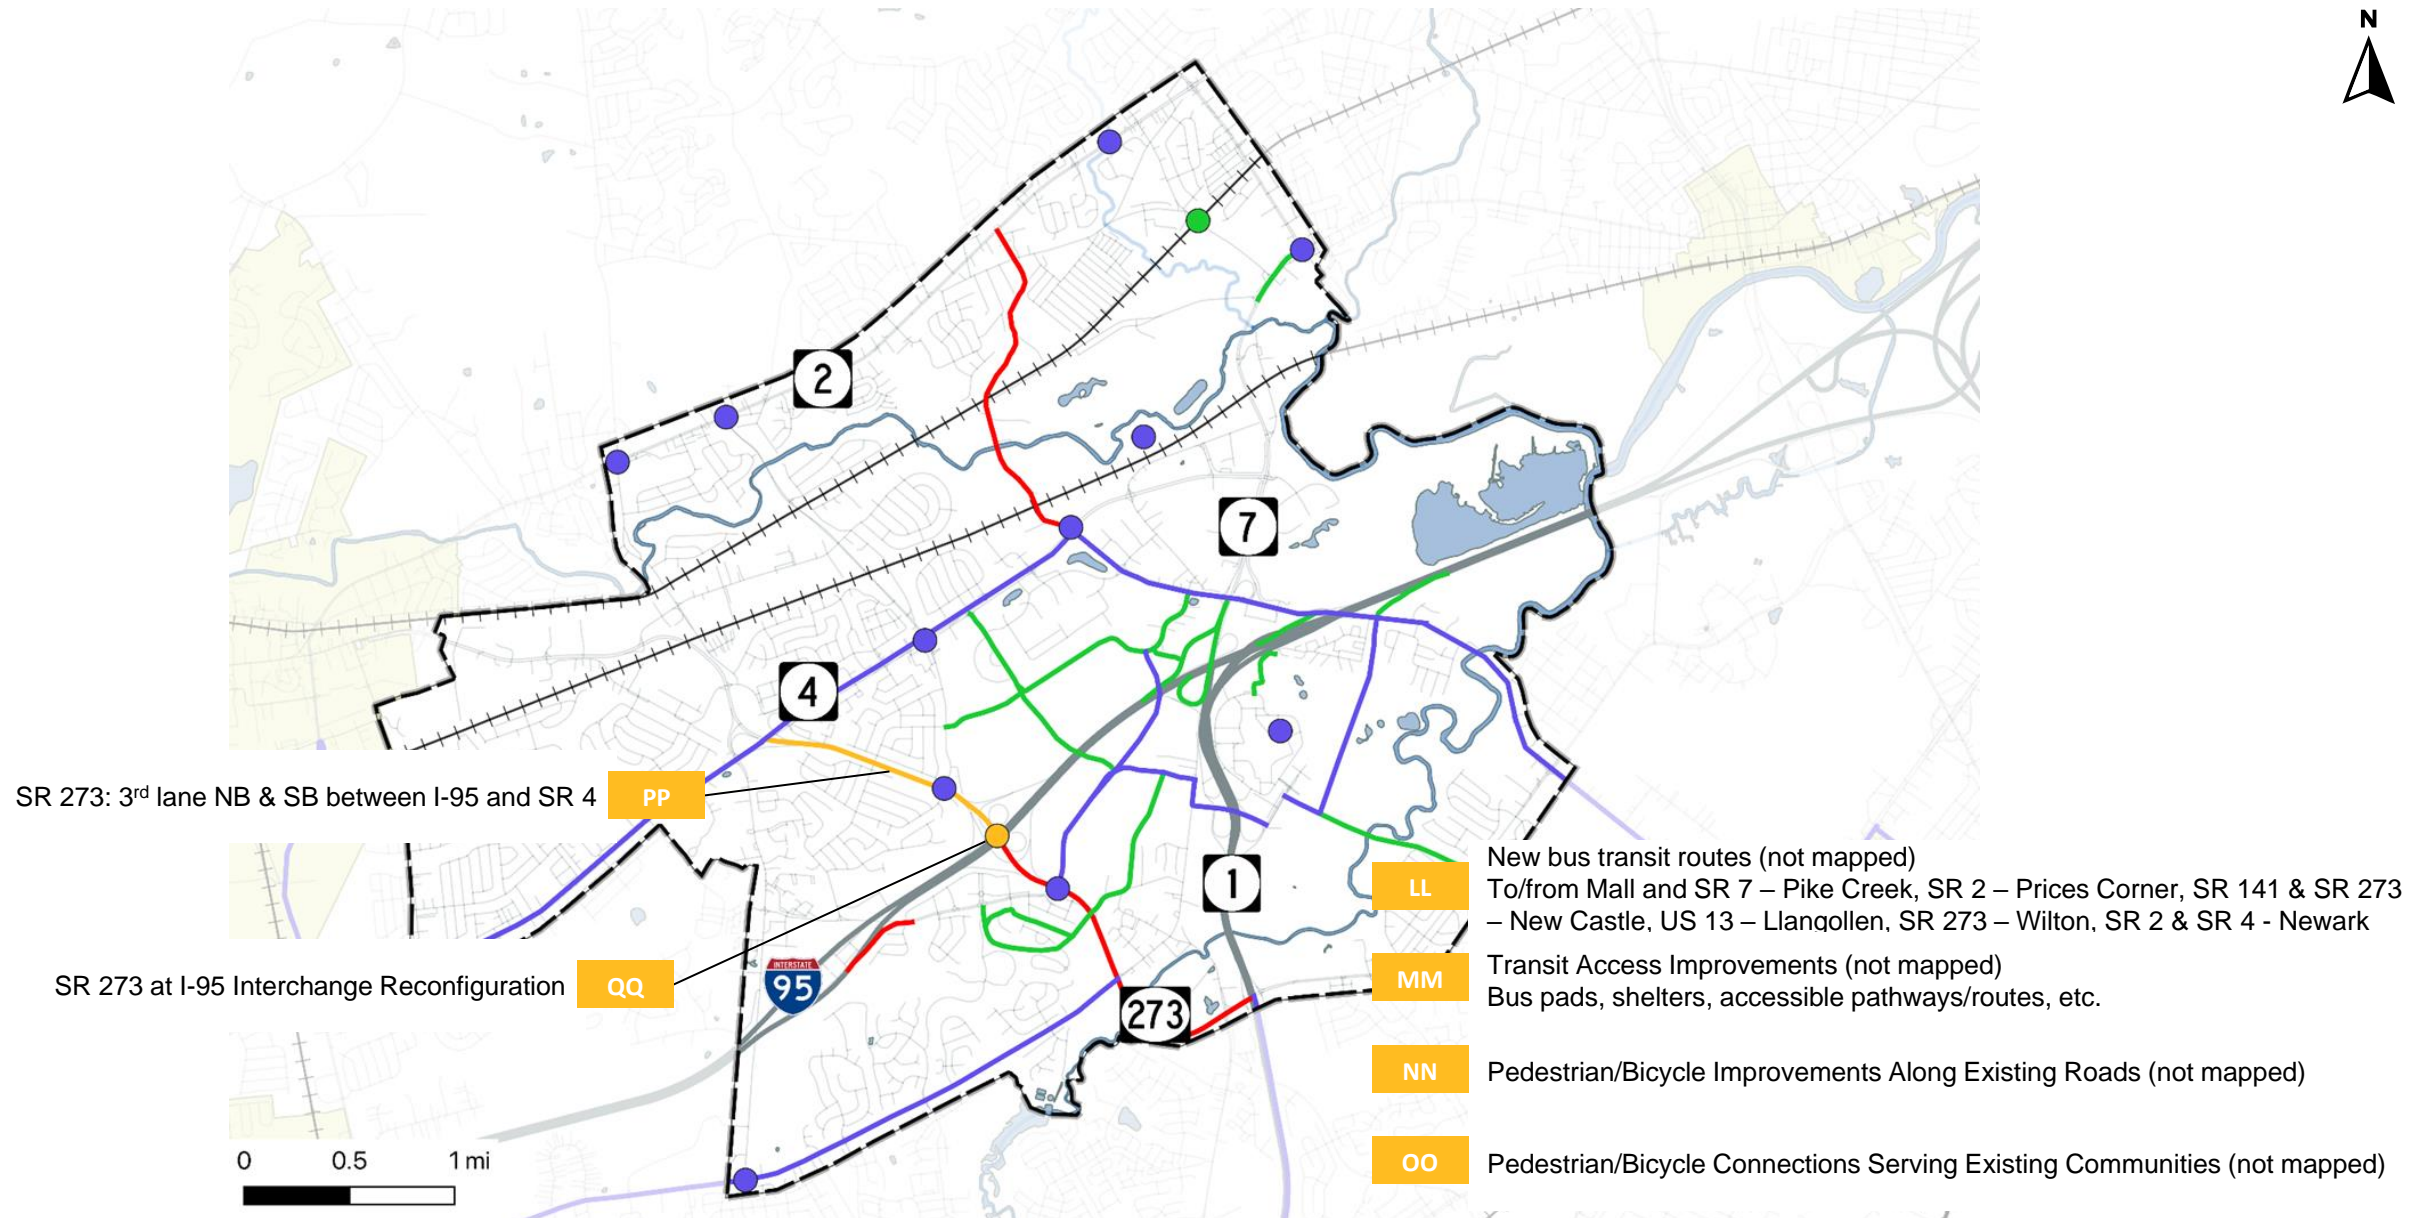 N
2
7
4
SR 273: 3rd lane NB & SB between I-95 and SR 4
PP
1
LL
New bus transit routes (not mapped)
To/from Mall and SR 7 – Pike Creek, SR 2 – Prices Corner, SR 141 & SR 273
– New Castle, US 13 – Llangollen, SR 273 – Wilton, SR 2 & SR 4 - Newark
SR 273 at I-95 Interchange Reconfiguration
QQ
INTERSTATE
95
273
MM
Transit Access Improvements (not mapped)
Bus pads, shelters, accessible pathways/routes, etc.
NN
Pedestrian/Bicycle Improvements Along Existing Roads (not mapped)
OO
Pedestrian/Bicycle Connections Serving Existing Communities (not mapped)
0 0.5 1 mi